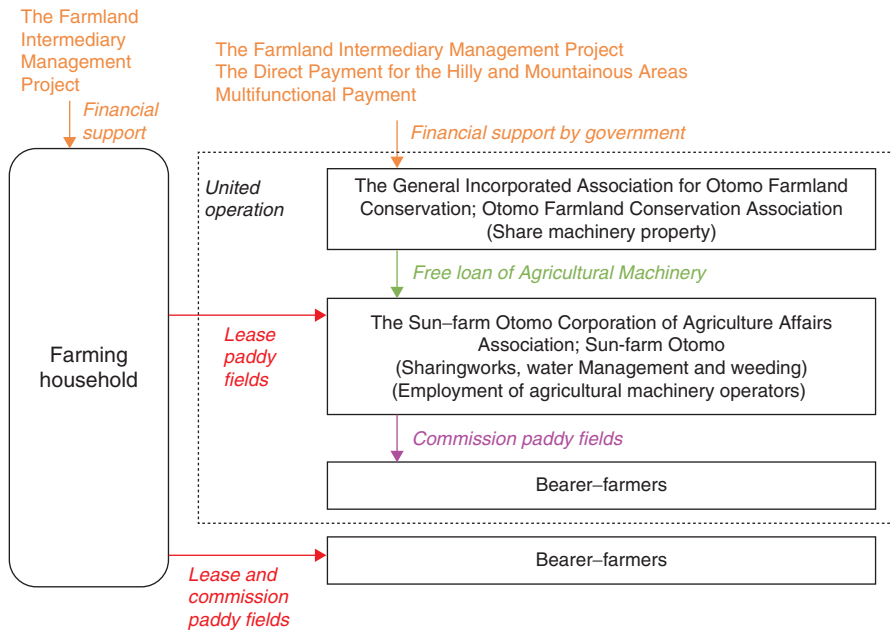 The Farmland
Intermediary
Management
Project
Financial
support
The Farmland Intermediary Management Project
The Direct Payment for the Hilly and Mountainous Areas
Multifunctional Payment
Financial support by government
United
operation
The General Incorporated Association for Otomo Farmland
Conservation; Otomo Farmland Conservation Association
(Share machinery property)
Free loan of Agricultural Machinery
Farming
household
Lease
paddy
fields
The Sun–farm Otomo Corporation of Agriculture Affairs
Association; Sun-farm Otomo
(Sharingworks, water Management and weeding)
(Employment of agricultural machinery operators)
Commission paddy fields
Bearer–farmers
Bearer–farmers
Lease and
commission
paddy fields